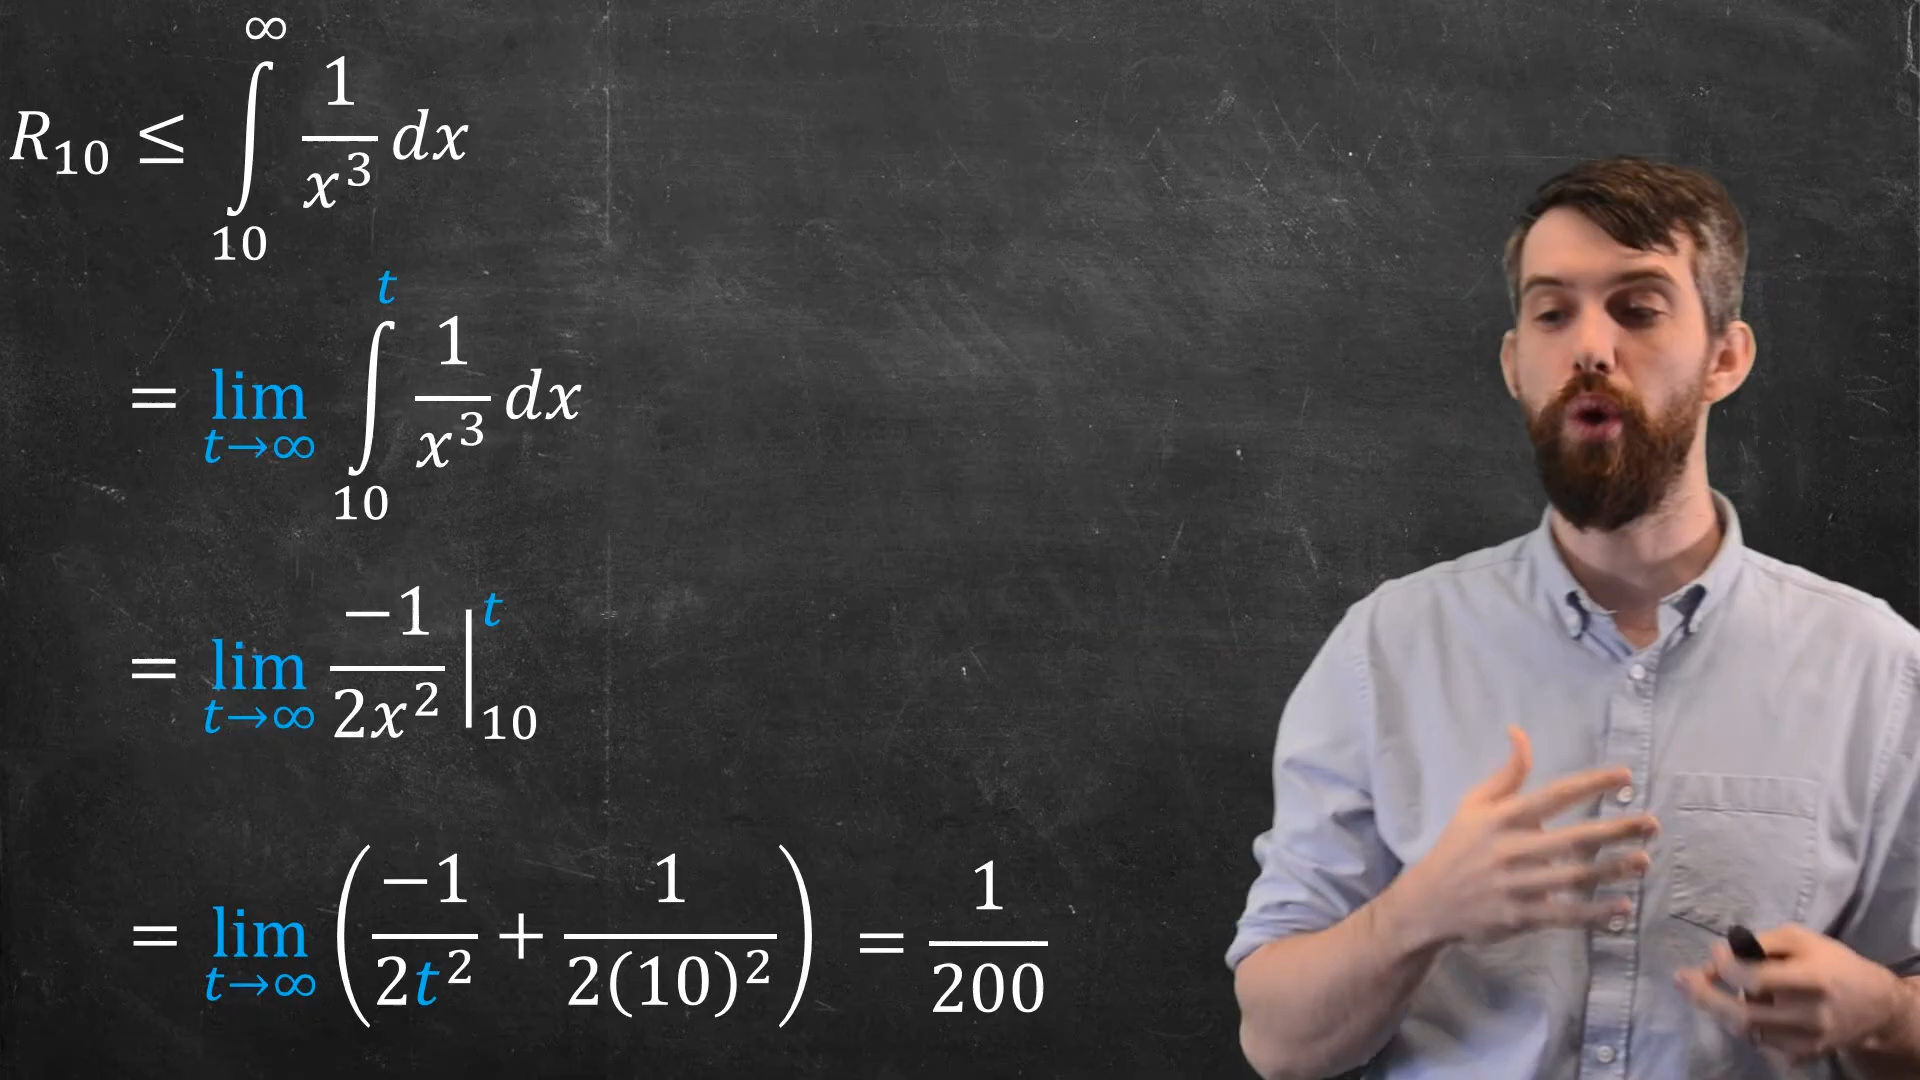 R₁₀ ≤ ∫₁₀^∞ 1/x³ dx
= lim_{t→∞} ∫₁₀^t 1/x³ dx
= lim_{t→∞} −1/2x² |₁₀^t
= lim_{t→∞} (−1/2t² + 1/2(10)²) = 1/200